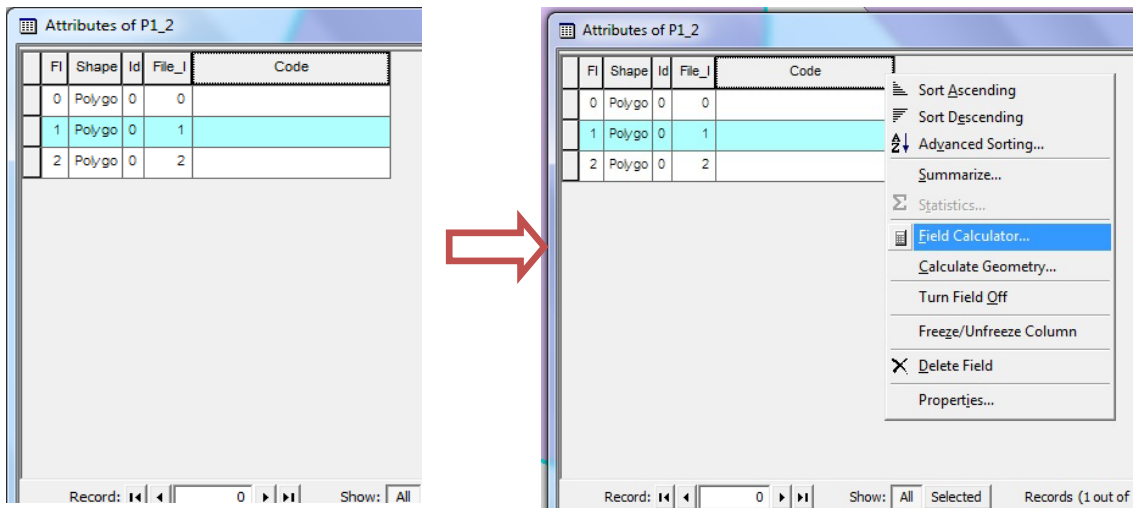 Attributes of P1_2
FI Shape Id File_I Code
0 Polygo 0 0
1 Polygo 0 1
2 Polygo 0 2
Record: 0 Show: All
Attributes of P1_2
FI Shape Id File_I Code
0 Polygo 0 0
1 Polygo 0 1
2 Polygo 0 2
Sort Ascending
Sort Descending
Advanced Sorting...
Summarize...
Σ Statistics...
Field Calculator...
Calculate Geometry...
Turn Field Off
Freeze/Unfreeze Column
Delete Field
Properties...
Record: 0 Show: All Selected Records (1 out of